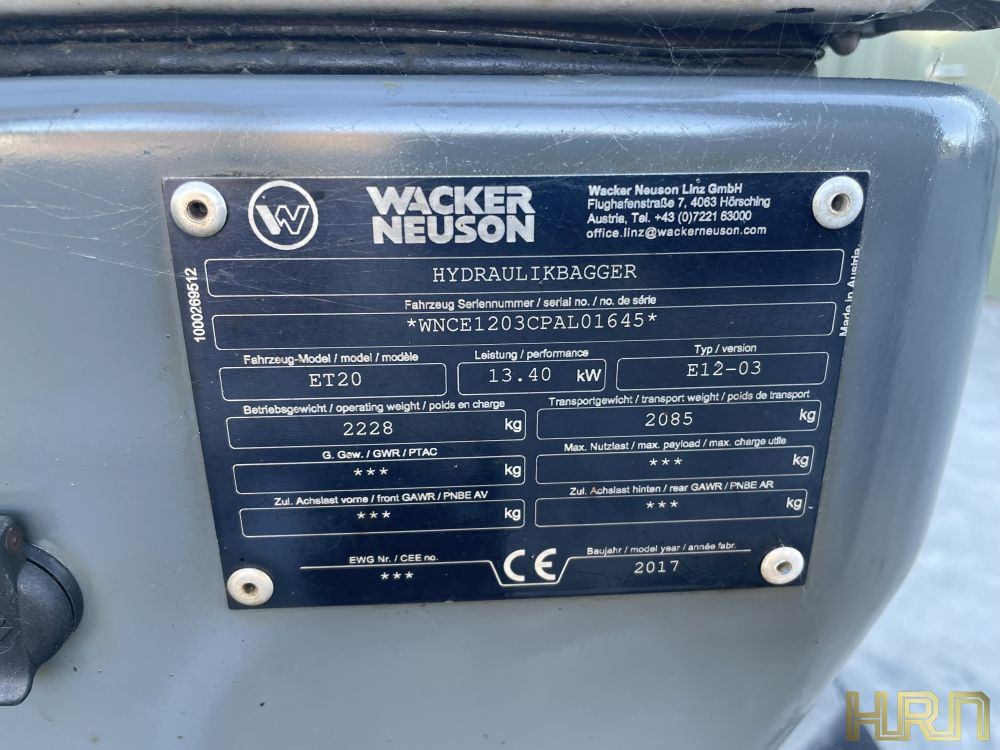 W
WACKER
NEUSON
Wacker Neuson Linz GmbH
Flughafenstraße 7, 4063 Hörsching
Austria, Tel. +43 (0)7221 63000
office.linz@wackerneuson.com
HYDRAULIKBAGGER
1000269512
Made in Austria
Fahrzeug Seriennummer / serial no. / no. de série
*WNCE1203CPAL01645*
Fahrzeug-Model / model / modèle
ET20
Leistung / performance
13.40 kW
Typ / version
E12-03
Betriebsgewicht / operating weight / poids en charge
2228 kg
Transportgewicht / transport weight / poids de transport
2085 kg
G. Gew. / GWR / PTAC
*** kg
Max. Nutzlast / max. payload / max. charge utile
*** kg
Zul. Achslast vorne / front GAWR / PNBE AV
*** kg
Zul. Achslast hinten / rear GAWR / PNBE AR
*** kg
EWG Nr. / CEE no.
***
CE
Baujahr / model year / année fabr.
2017
HRN